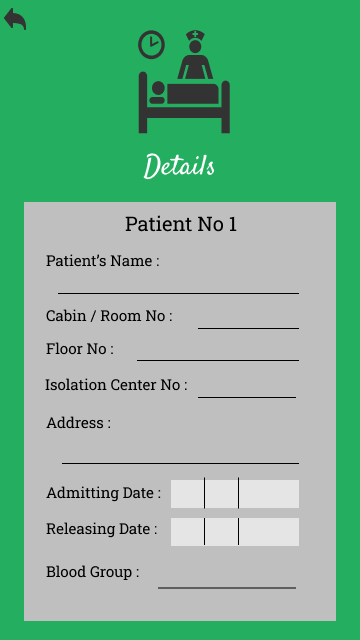 Details
Patient No 1
Patient's Name :
Cabin / Room No :
Floor No :
Isolation Center No :
Address :
Admitting Date :
Releasing Date :
Blood Group :